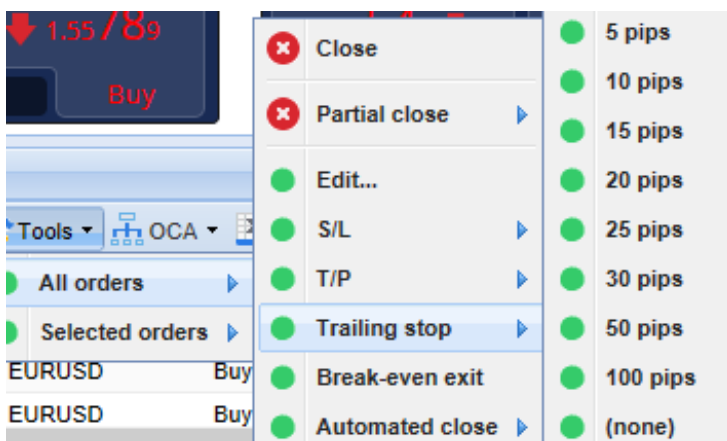 1.55789
Buy
Tools
OCA
All orders
Selected orders
EURUSD Buy
EURUSD Buy
Close
Partial close
Edit...
S/L
T/P
Trailing stop
Break-even exit
Automated close
5 pips
10 pips
15 pips
20 pips
25 pips
30 pips
50 pips
100 pips
(none)